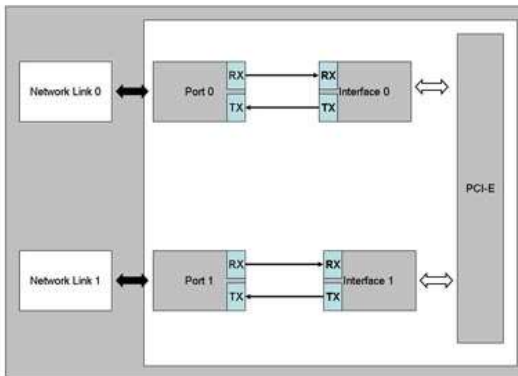 RX
RX
Network Link 0
Port 0
Interface 0
TX
TX
PCI-E
RX
RX
Network Link 1
Port 1
Interface 1
TX
TX